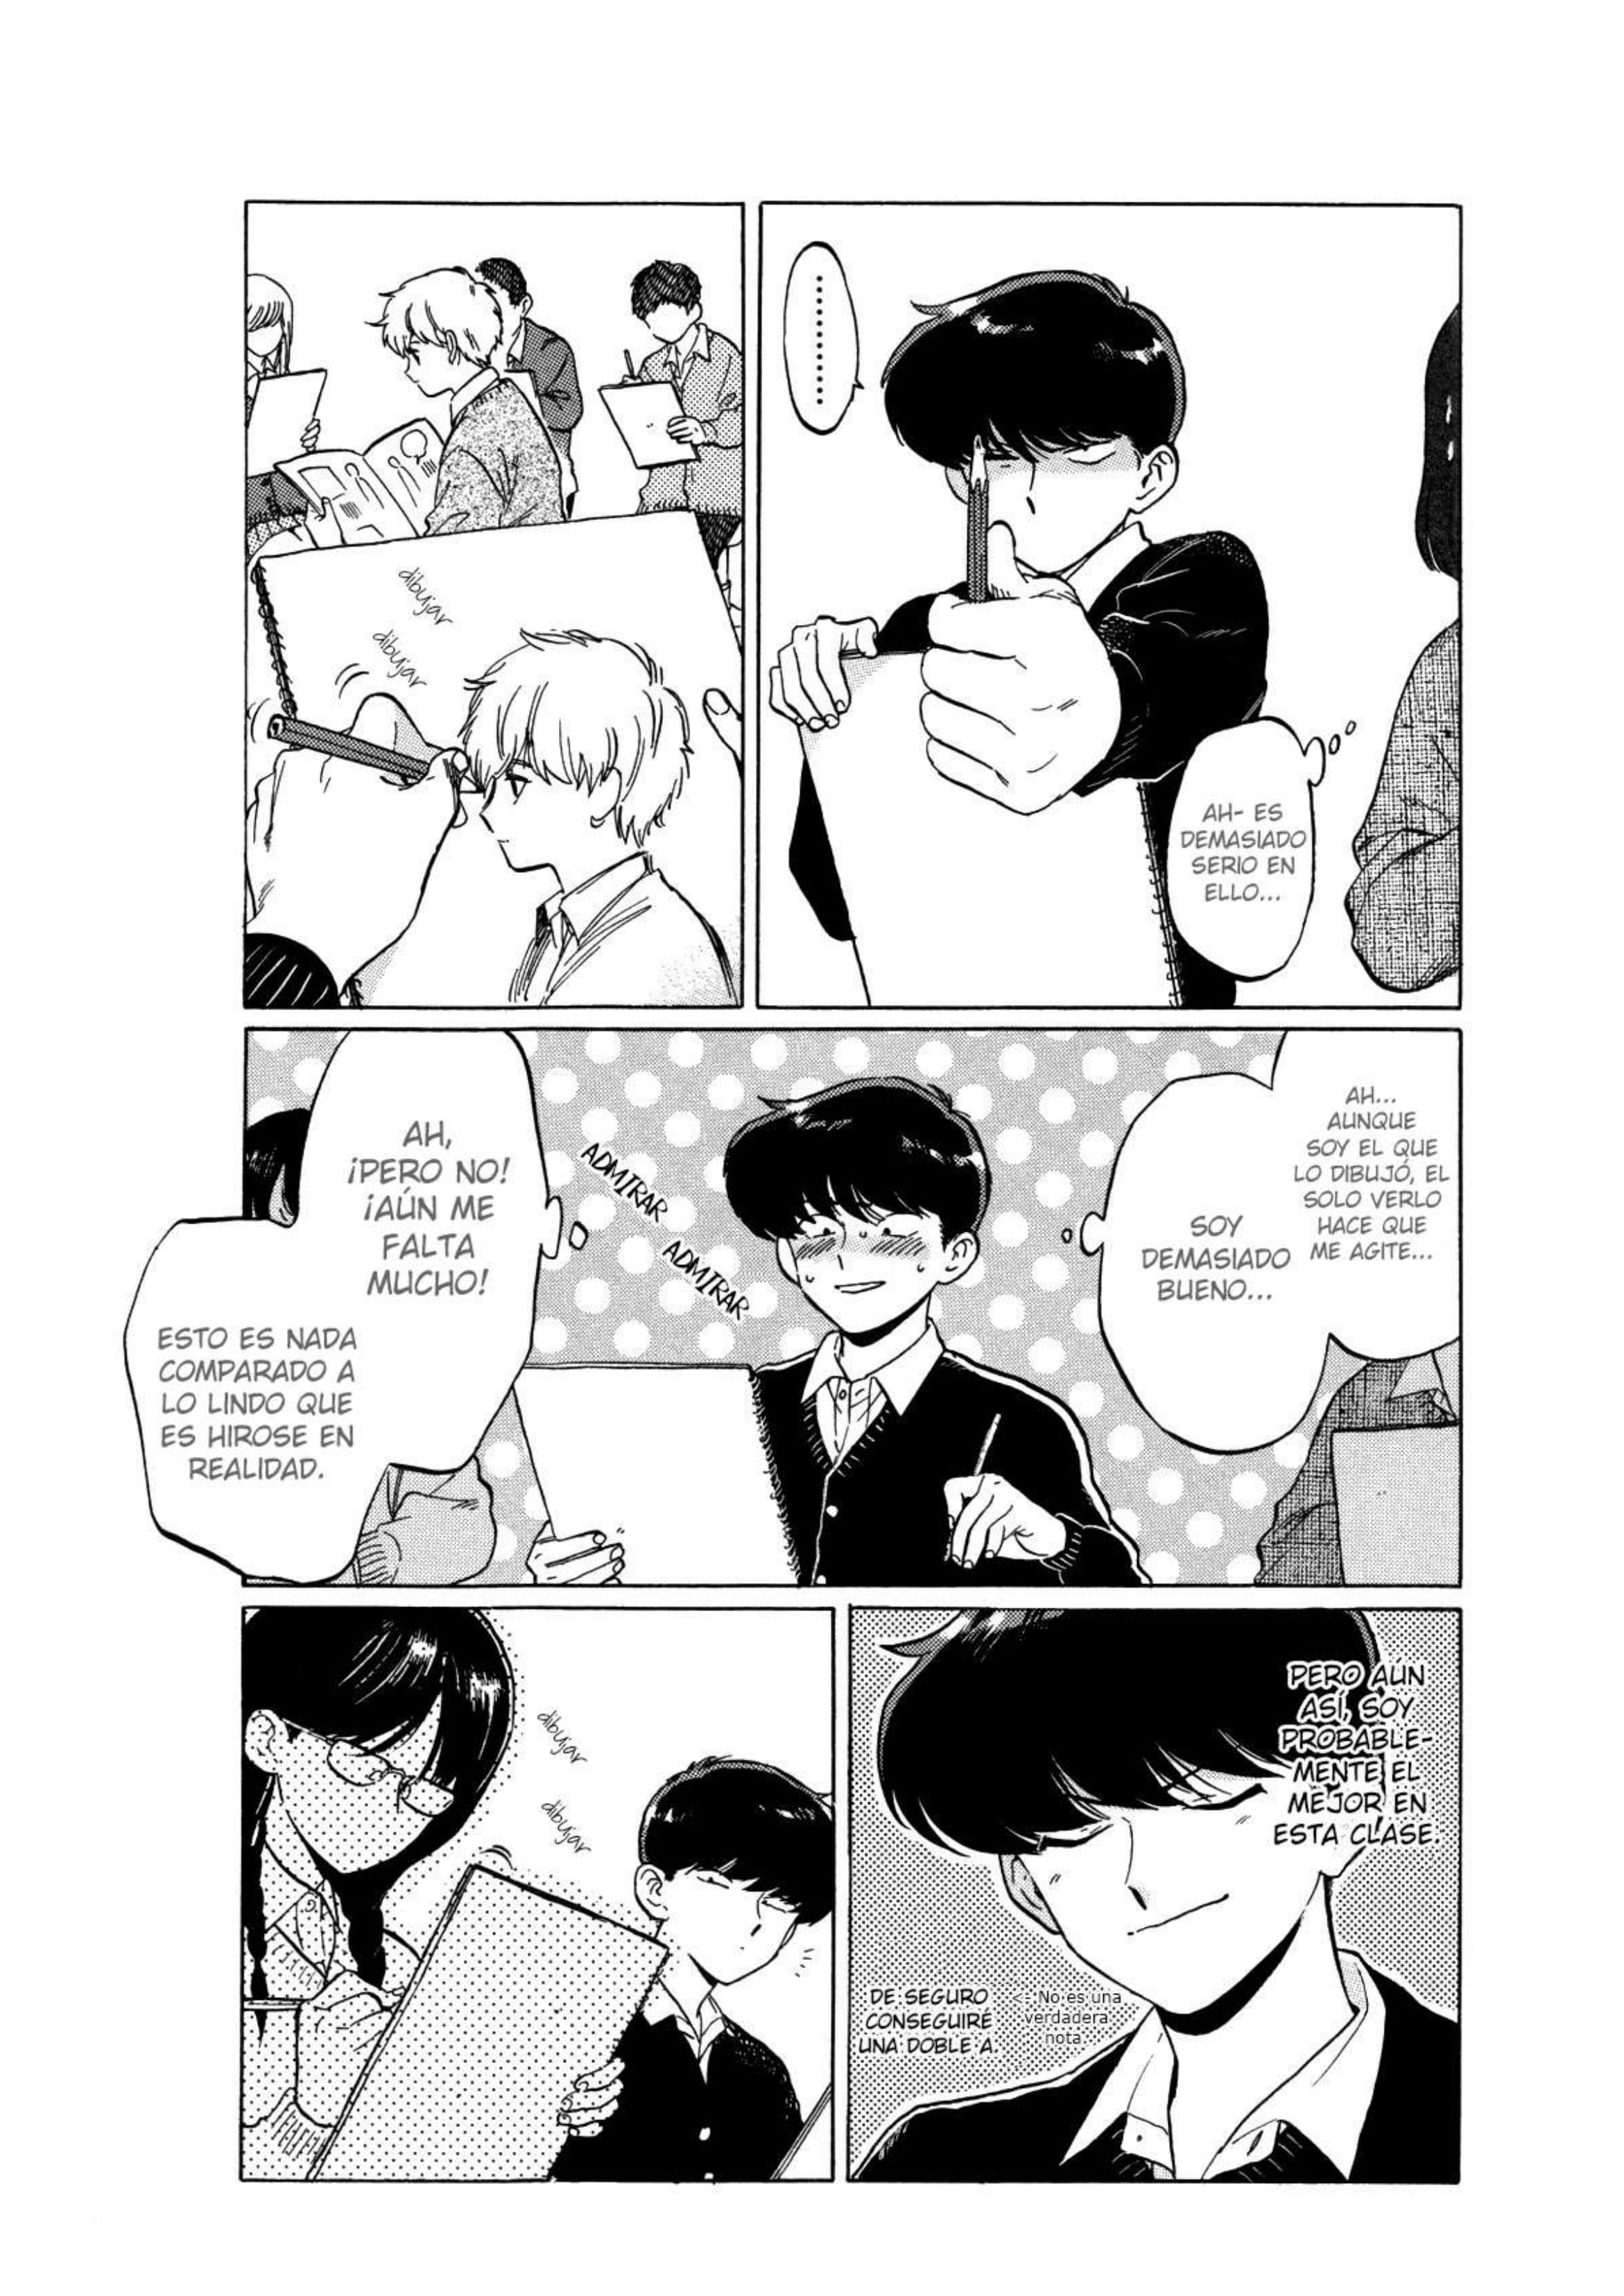 ..........
AH- ES
DEMASIADO
SERIO EN
ELLO...
dibujar
dibujar
AH...
AUNQUE
SOY EL QUE
LO DIBUJÓ, EL
SOLO VERLO
HACE QUE
ME AGITE...
SOY
DEMASIADO
BUENO...
ADMIRAR
ADMIRAR
AH,
¡PERO NO!
¡AÚN ME
FALTA
MUCHO!
ESTO ES NADA
COMPARADO A
LO LINDO QUE
ES HIROSE EN
REALIDAD.
PERO AUN
ASÍ, SOY
PROBABLE-
MENTE EL
MEJOR EN
ESTA CLASE.
DE SEGURO
CONSEGUIRÉ
UNA DOBLE A.
<- No es una
verdadera
nota.
dibujar
dibujar